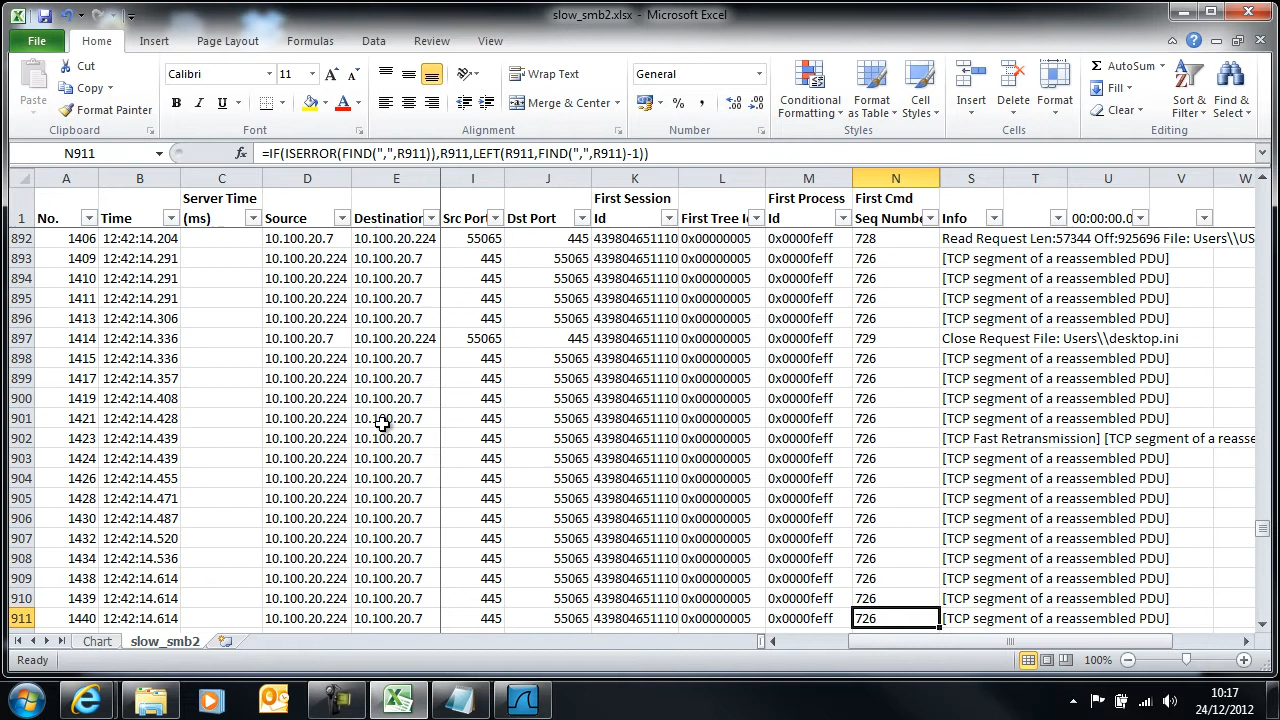 slow_smb2.xlsx - Microsoft Excel
File Home Insert Page Layout Formulas Data Review View
Paste Cut Copy Format Painter Clipboard
Calibri 11 B I U A Font
Wrap Text Merge & Center Alignment
General % , Number
Conditional Formatting Format as Table Cell Styles Styles
Insert Delete Format Cells
Σ AutoSum Fill Clear Sort & Filter Find & Select Editing
N911 fx =IF(ISERROR(FIND(",",R911)),R911,LEFT(R911,FIND(",",R911)-1))
A B C D E I J K L M N S T U V W
1 No. Time Server Time (ms) Source Destination Src Port Dst Port First Session Id First Tree Id First Process Id First Cmd Seq Numbe Info 00:00:00.0
892 1406 12:42:14.204 10.100.20.7 10.100.20.224 55065 445 439804651110 0x00000005 0x0000feff 728 Read Request Len:57344 Off:925696 File: Users\\US
893 1409 12:42:14.291 10.100.20.224 10.100.20.7 445 55065 439804651110 0x00000005 0x0000feff 726 [TCP segment of a reassembled PDU]
894 1410 12:42:14.291 10.100.20.224 10.100.20.7 445 55065 439804651110 0x00000005 0x0000feff 726 [TCP segment of a reassembled PDU]
895 1411 12:42:14.291 10.100.20.224 10.100.20.7 445 55065 439804651110 0x00000005 0x0000feff 726 [TCP segment of a reassembled PDU]
896 1413 12:42:14.306 10.100.20.224 10.100.20.7 445 55065 439804651110 0x00000005 0x0000feff 726 [TCP segment of a reassembled PDU]
897 1414 12:42:14.336 10.100.20.7 10.100.20.224 55065 445 439804651110 0x00000005 0x0000feff 729 Close Request File: Users\\desktop.ini
898 1415 12:42:14.336 10.100.20.224 10.100.20.7 445 55065 439804651110 0x00000005 0x0000feff 726 [TCP segment of a reassembled PDU]
899 1417 12:42:14.357 10.100.20.224 10.100.20.7 445 55065 439804651110 0x00000005 0x0000feff 726 [TCP segment of a reassembled PDU]
900 1419 12:42:14.408 10.100.20.224 10.100.20.7 445 55065 439804651110 0x00000005 0x0000feff 726 [TCP segment of a reassembled PDU]
901 1421 12:42:14.428 10.100.20.224 10.100.20.7 445 55065 439804651110 0x00000005 0x0000feff 726 [TCP segment of a reassembled PDU]
902 1423 12:42:14.439 10.100.20.224 10.100.20.7 445 55065 439804651110 0x00000005 0x0000feff 726 [TCP Fast Retransmission] [TCP segment of a reasse
903 1424 12:42:14.439 10.100.20.224 10.100.20.7 445 55065 439804651110 0x00000005 0x0000feff 726 [TCP segment of a reassembled PDU]
904 1426 12:42:14.455 10.100.20.224 10.100.20.7 445 55065 439804651110 0x00000005 0x0000feff 726 [TCP segment of a reassembled PDU]
905 1428 12:42:14.471 10.100.20.224 10.100.20.7 445 55065 439804651110 0x00000005 0x0000feff 726 [TCP segment of a reassembled PDU]
906 1430 12:42:14.487 10.100.20.224 10.100.20.7 445 55065 439804651110 0x00000005 0x0000feff 726 [TCP segment of a reassembled PDU]
907 1432 12:42:14.520 10.100.20.224 10.100.20.7 445 55065 439804651110 0x00000005 0x0000feff 726 [TCP segment of a reassembled PDU]
908 1434 12:42:14.536 10.100.20.224 10.100.20.7 445 55065 439804651110 0x00000005 0x0000feff 726 [TCP segment of a reassembled PDU]
909 1438 12:42:14.614 10.100.20.224 10.100.20.7 445 55065 439804651110 0x00000005 0x0000feff 726 [TCP segment of a reassembled PDU]
910 1439 12:42:14.614 10.100.20.224 10.100.20.7 445 55065 439804651110 0x00000005 0x0000feff 726 [TCP segment of a reassembled PDU]
911 1440 12:42:14.614 10.100.20.224 10.100.20.7 445 55065 439804651110 0x00000005 0x0000feff 726 [TCP segment of a reassembled PDU]
Chart slow_smb2
Ready 100%
10:17
24/12/2012